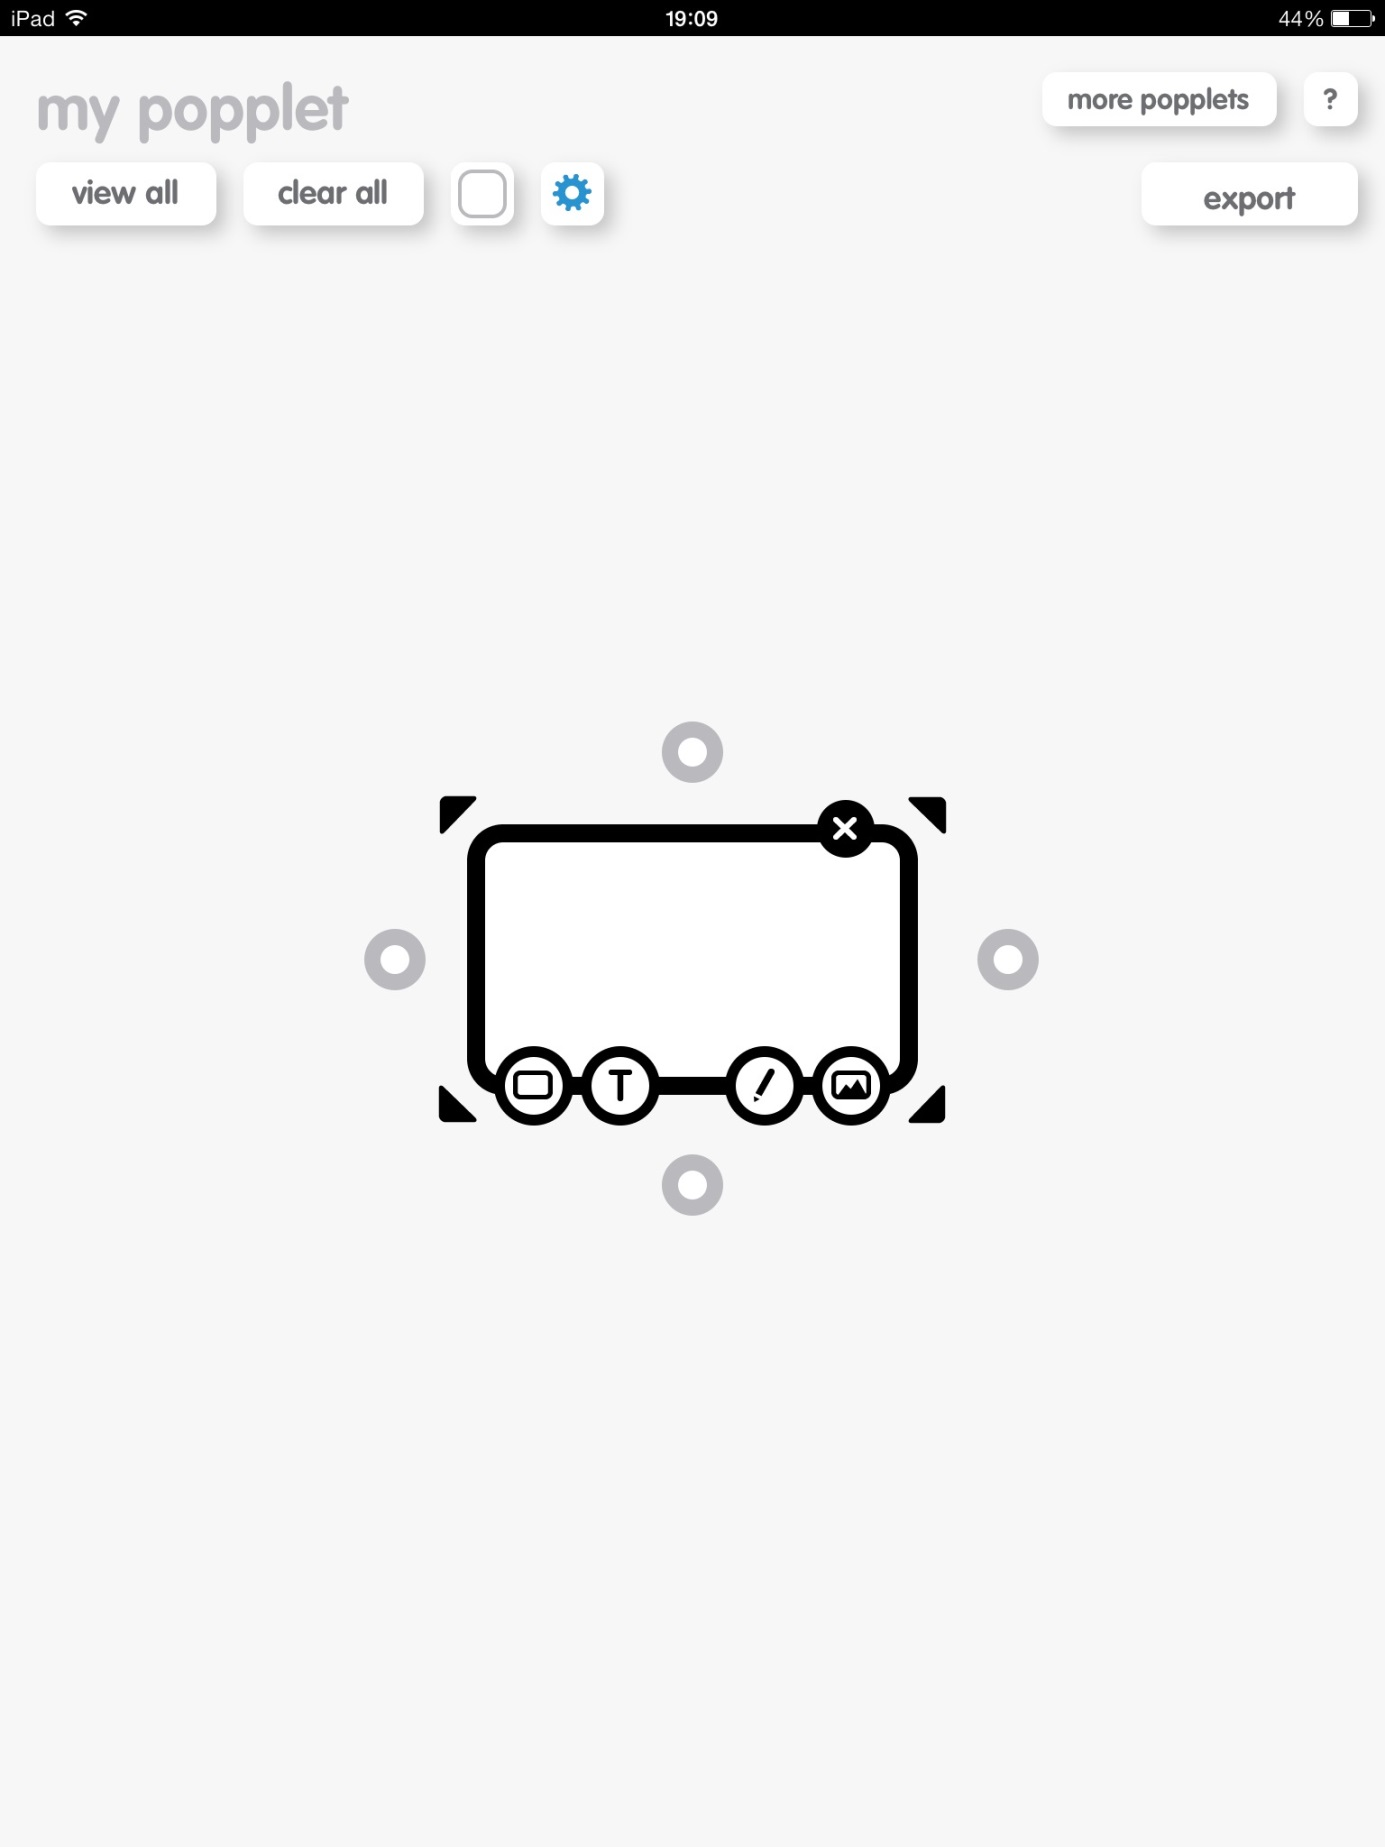 iPad 19:09 44%
my popplet
more popplets ?
view all clear all export
T